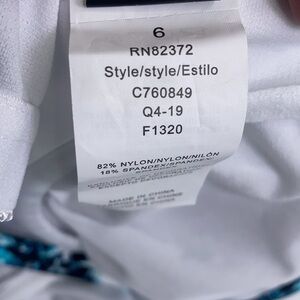 6
RN82372
Style/style/Estilo
C760849
Q4-19
F1320
82% NYLON/NYLON/NILÓN
18% SPANDEX/SPANDEX/
MADE IN CHINA